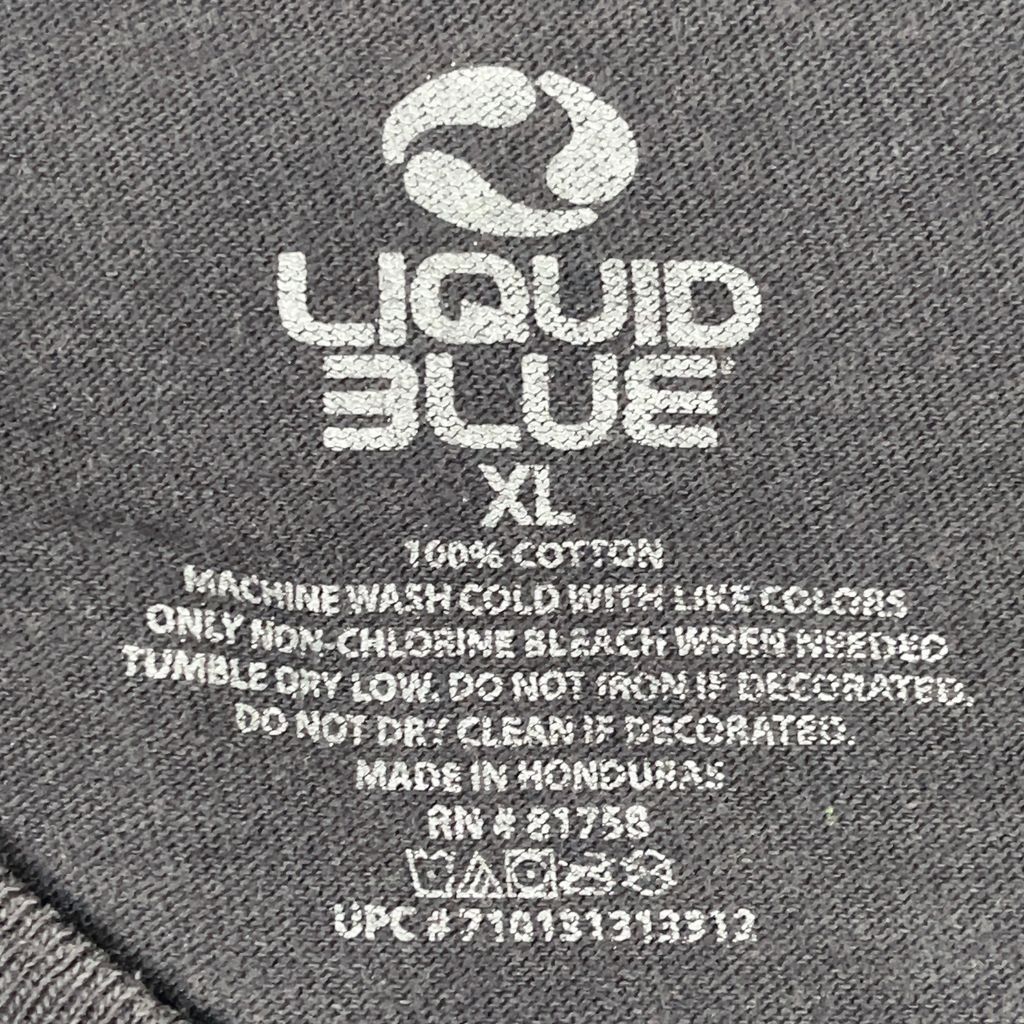 LIQUID
BLUE®
XL
100% COTTON
MACHINE WASH COLD WITH LIKE COLORS
ONLY NON-CHLORINE BLEACH WHEN NEEDED
TUMBLE DRY LOW. DO NOT IRON IF DECORATED.
DO NOT DRY CLEAN IF DECORATED.
MADE IN HONDURAS
RN # 81758
UPC # 710181313312